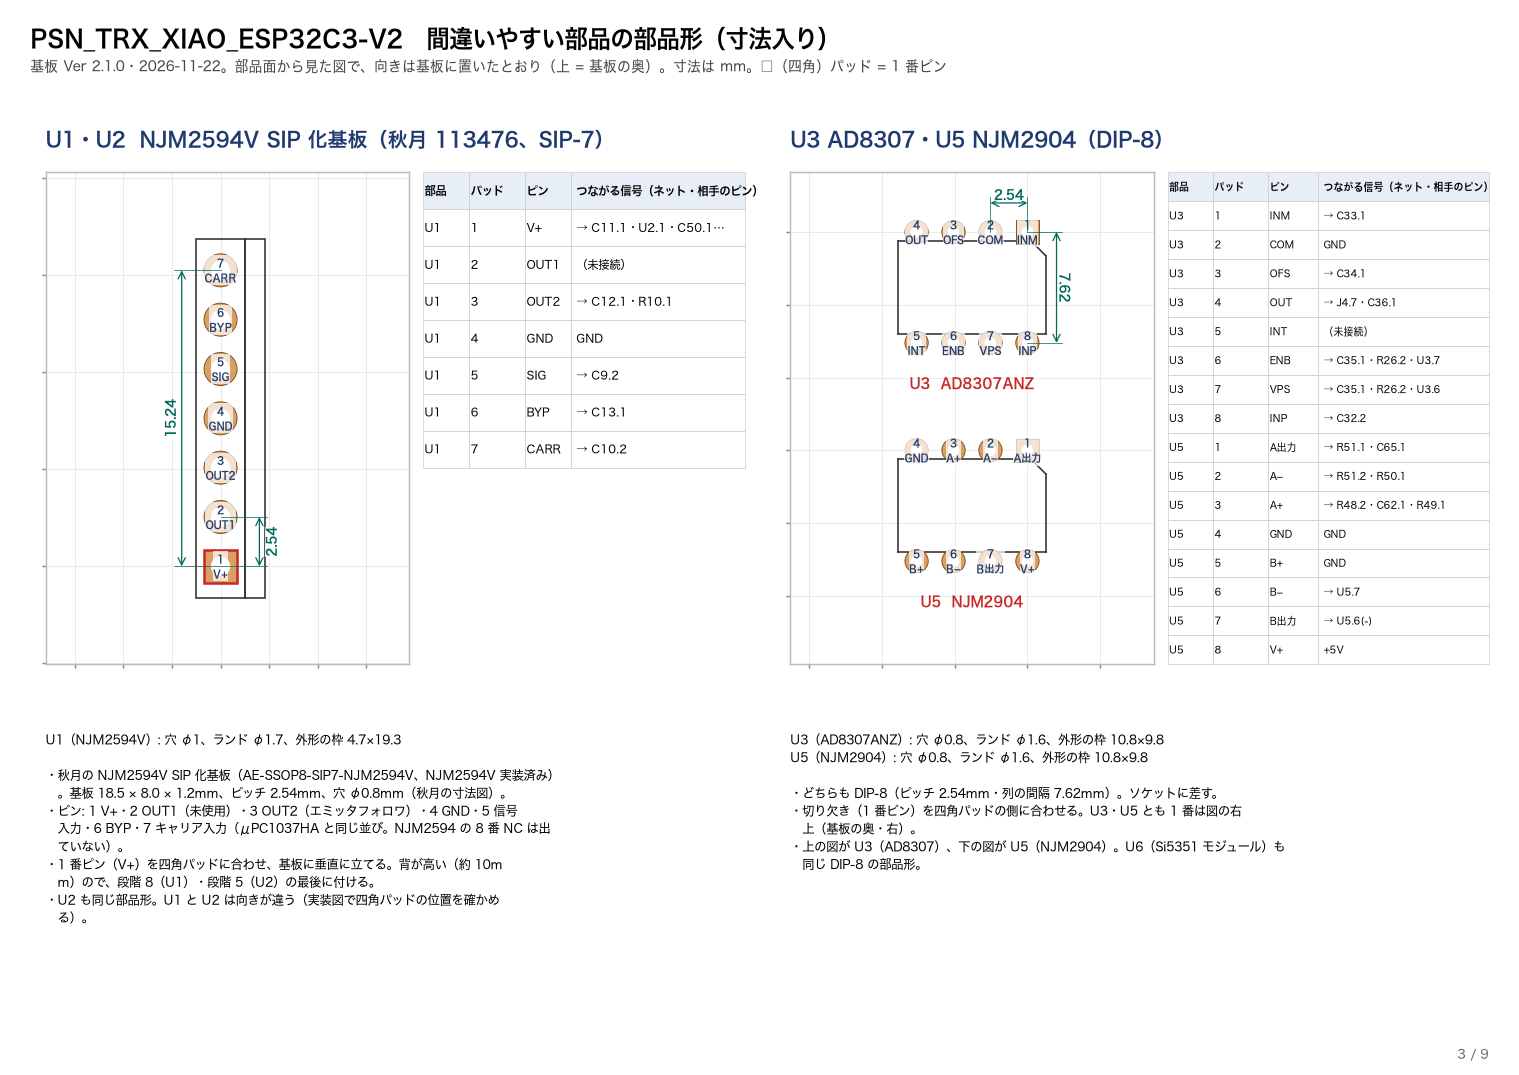 PSN_TRX_XIAO_ESP32C3-V2　間違いやすい部品の部品形（寸法入り）
基板 Ver 2.1.0・2026-11-22。部品面から見た図で、向きは基板に置いたとおり（上 = 基板の奥）。寸法は mm。□（四角）パッド = 1 番ピン
U1・U2 NJM2594V SIP 化基板（秋月 113476、SIP-7）
7
CARR
6
BYP
5
SIG
4
GND
3
OUT2
2
OUT1
1
V+
15.24
2.54
部品 パッド ピン つながる信号（ネット・相手のピン）
U1 1 V+ → C11.1・U2.1・C50.1…
U1 2 OUT1 （未接続）
U1 3 OUT2 → C12.1・R10.1
U1 4 GND GND
U1 5 SIG → C9.2
U1 6 BYP → C13.1
U1 7 CARR → C10.2
U1（NJM2594V）: 穴 φ1、ランド φ1.7、外形の枠 4.7×19.3
・秋月の NJM2594V SIP 化基板（AE-SSOP8-SIP7-NJM2594V、NJM2594V 実装済み）
。基板 18.5 × 8.0 × 1.2mm、ピッチ 2.54mm、穴 φ0.8mm（秋月の寸法図）。
・ピン: 1 V+・2 OUT1（未使用）・3 OUT2（エミッタフォロワ）・4 GND・5 信号
入力・6 BYP・7 キャリア入力（μPC1037HA と同じ並び。NJM2594 の 8 番 NC は出
ていない）。
・1 番ピン（V+）を四角パッドに合わせ、基板に垂直に立てる。背が高い（約 10m
m）ので、段階 8（U1）・段階 5（U2）の最後に付ける。
・U2 も同じ部品形。U1 と U2 は向きが違う（実装図で四角パッドの位置を確かめ
る）。
U3 AD8307・U5 NJM2904（DIP-8）
2.54
4 3 2 1
OUT OFS COM INM
7.62
5 6 7 8
INT ENB VPS INP
U3 AD8307ANZ
4 3 2 1
GND A+ A− A出力
5 6 7 8
B+ B− B出力 V+
U5 NJM2904
部品 パッド ピン つながる信号（ネット・相手のピン）
U3 1 INM → C33.1
U3 2 COM GND
U3 3 OFS → C34.1
U3 4 OUT → J4.7・C36.1
U3 5 INT （未接続）
U3 6 ENB → C35.1・R26.2・U3.7
U3 7 VPS → C35.1・R26.2・U3.6
U3 8 INP → C32.2
U5 1 A出力 → R51.1・C65.1
U5 2 A− → R51.2・R50.1
U5 3 A+ → R48.2・C62.1・R49.1
U5 4 GND GND
U5 5 B+ GND
U5 6 B− → U5.7
U5 7 B出力 → U5.6(-)
U5 8 V+ +5V
U3（AD8307ANZ）: 穴 φ0.8、ランド φ1.6、外形の枠 10.8×9.8
U5（NJM2904）: 穴 φ0.8、ランド φ1.6、外形の枠 10.8×9.8
・どちらも DIP-8（ピッチ 2.54mm・列の間隔 7.62mm）。ソケットに差す。
・切り欠き（1 番ピン）を四角パッドの側に合わせる。U3・U5 とも 1 番は図の右
上（基板の奥・右）。
・上の図が U3（AD8307）、下の図が U5（NJM2904）。U6（Si5351 モジュール）も
同じ DIP-8 の部品形。
3 / 9